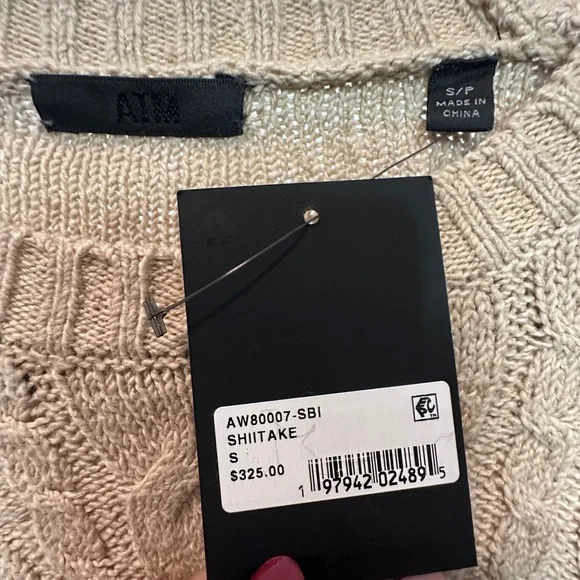 ATM
S/P
MADE IN
CHINA
AW80007-SBI
SHIITAKE
S
$325.00
1 97942 02489 5